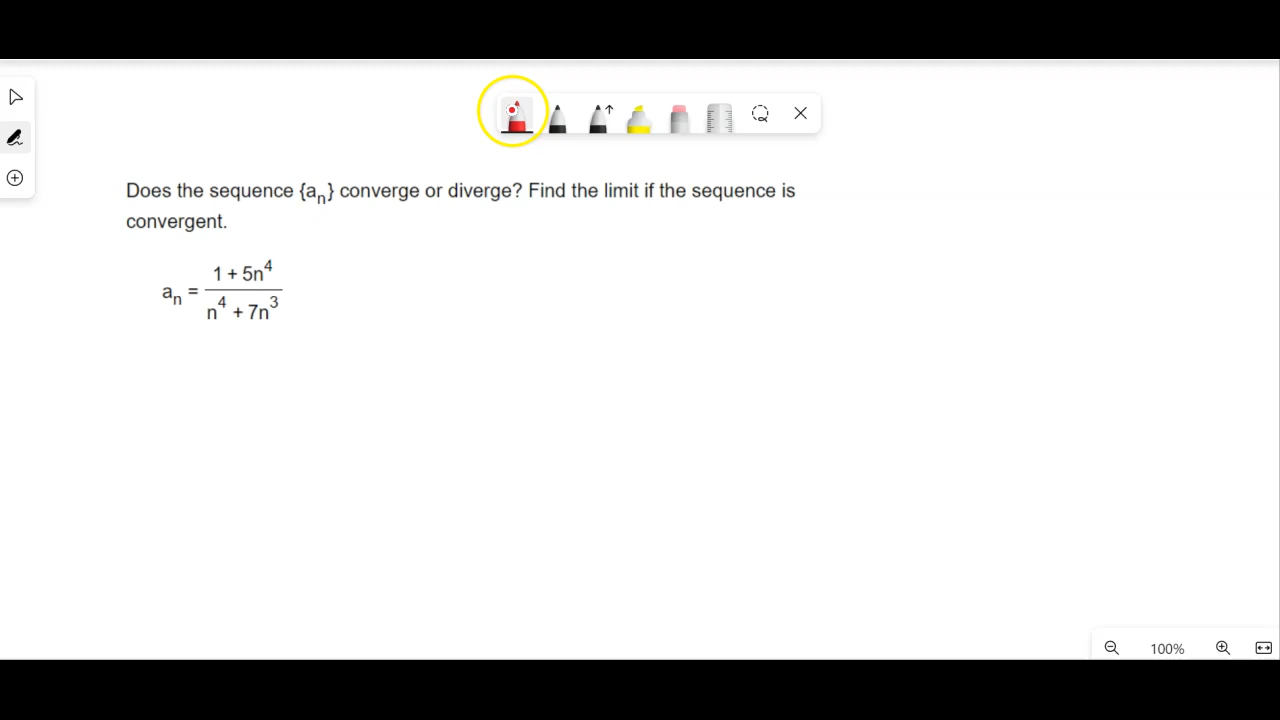 Does the sequence {aₙ} converge or diverge? Find the limit if the sequence is
convergent.
aₙ = (1 + 5n⁴)/(n⁴ + 7n³)
100%